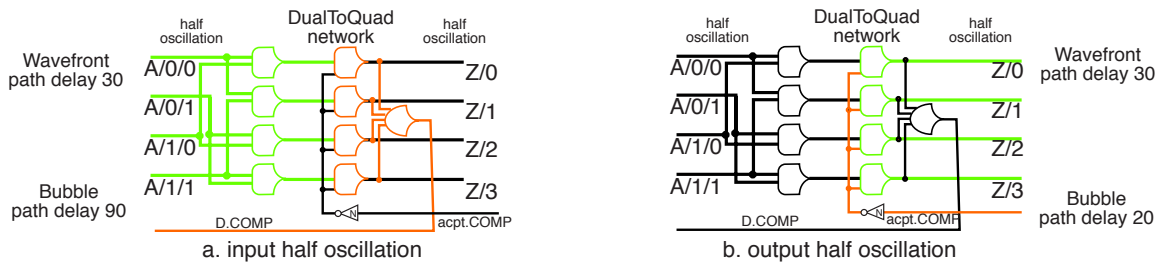 half
oscillation
DualToQuad
network
half
oscillation
Wavefront
path delay 30
A/0/0
A/0/1
A/1/0
A/1/1
Z/0
Z/1
Z/2
Z/3
Bubble
path delay 90
N
D.COMP
acpt.COMP
a. input half oscillation
half
oscillation
DualToQuad
network
half
oscillation
Wavefront
path delay 30
A/0/0
A/0/1
A/1/0
A/1/1
Z/0
Z/1
Z/2
Z/3
Bubble
path delay 20
N
D.COMP
acpt.COMP
b. output half oscillation